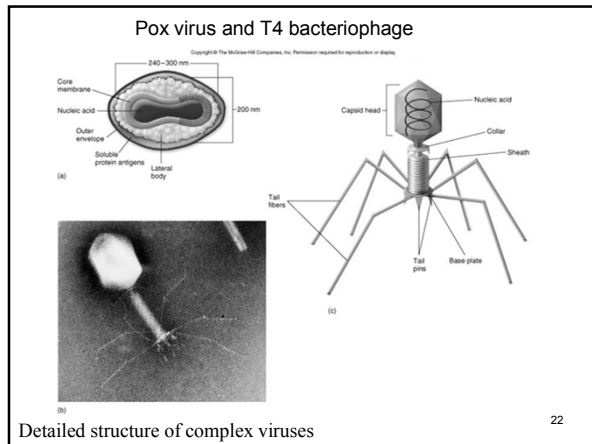 Pox virus and T4 bacteriophage
Copyright © The McGraw-Hill Companies, Inc. Permission required for reproduction or display.
240–300 nm
Core
membrane
Nucleic acid
200 nm
Outer
envelope
Soluble
protein antigens
Lateral
body
(a)
Capsid head
Nucleic acid
Collar
Sheath
Tail
fibers
Tail
pins
Base plate
(c)
(b)
Detailed structure of complex viruses
22